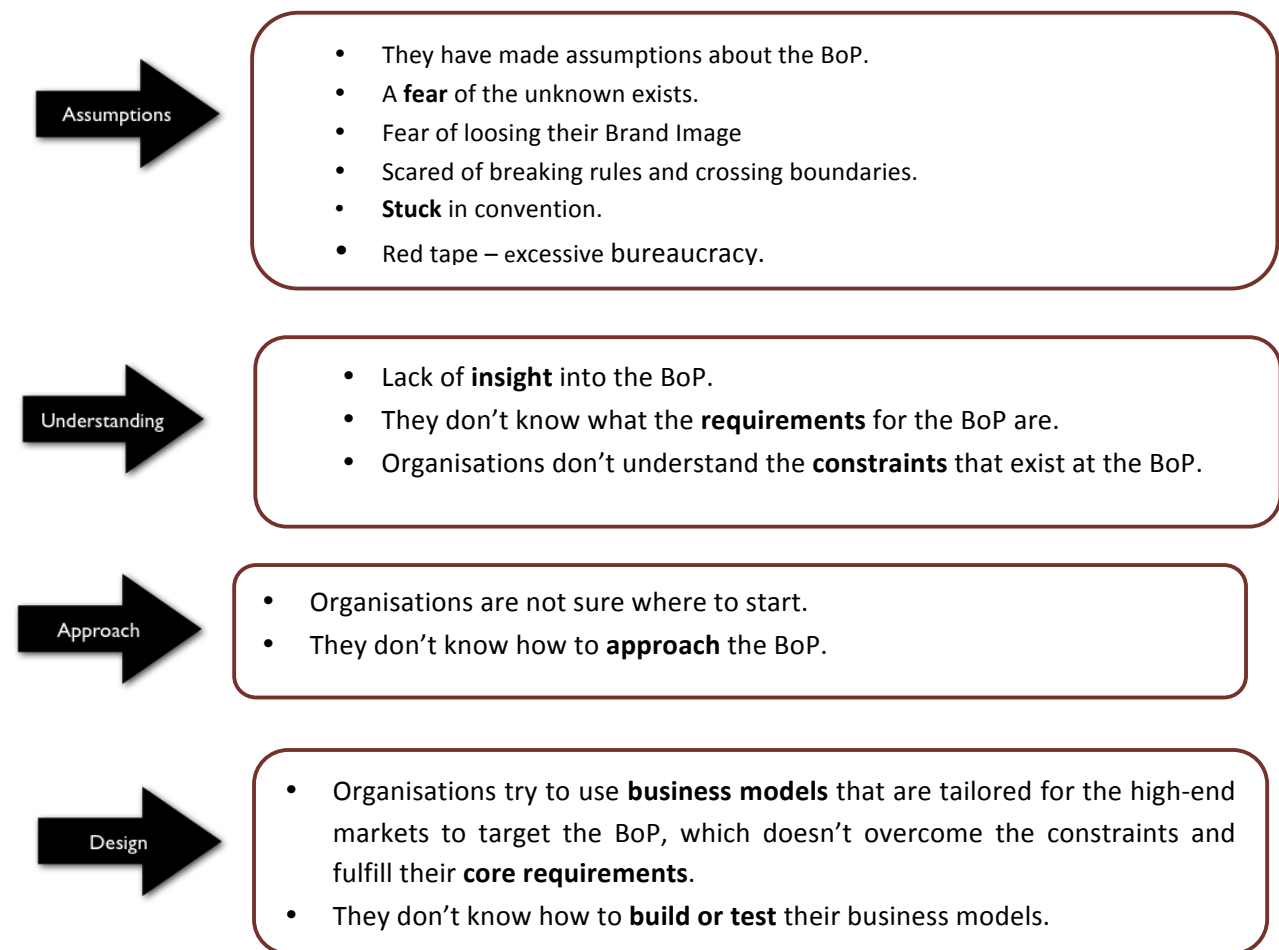 Assumptions
• They have made assumptions about the BoP.
• A fear of the unknown exists.
• Fear of loosing their Brand Image
• Scared of breaking rules and crossing boundaries.
• Stuck in convention.
• Red tape – excessive bureaucracy.
Understanding
• Lack of insight into the BoP.
• They don’t know what the requirements for the BoP are.
• Organisations don’t understand the constraints that exist at the BoP.
Approach
• Organisations are not sure where to start.
• They don’t know how to approach the BoP.
Design
• Organisations try to use business models that are tailored for the high-end
markets to target the BoP, which doesn’t overcome the constraints and
fulfill their core requirements.
• They don’t know how to build or test their business models.